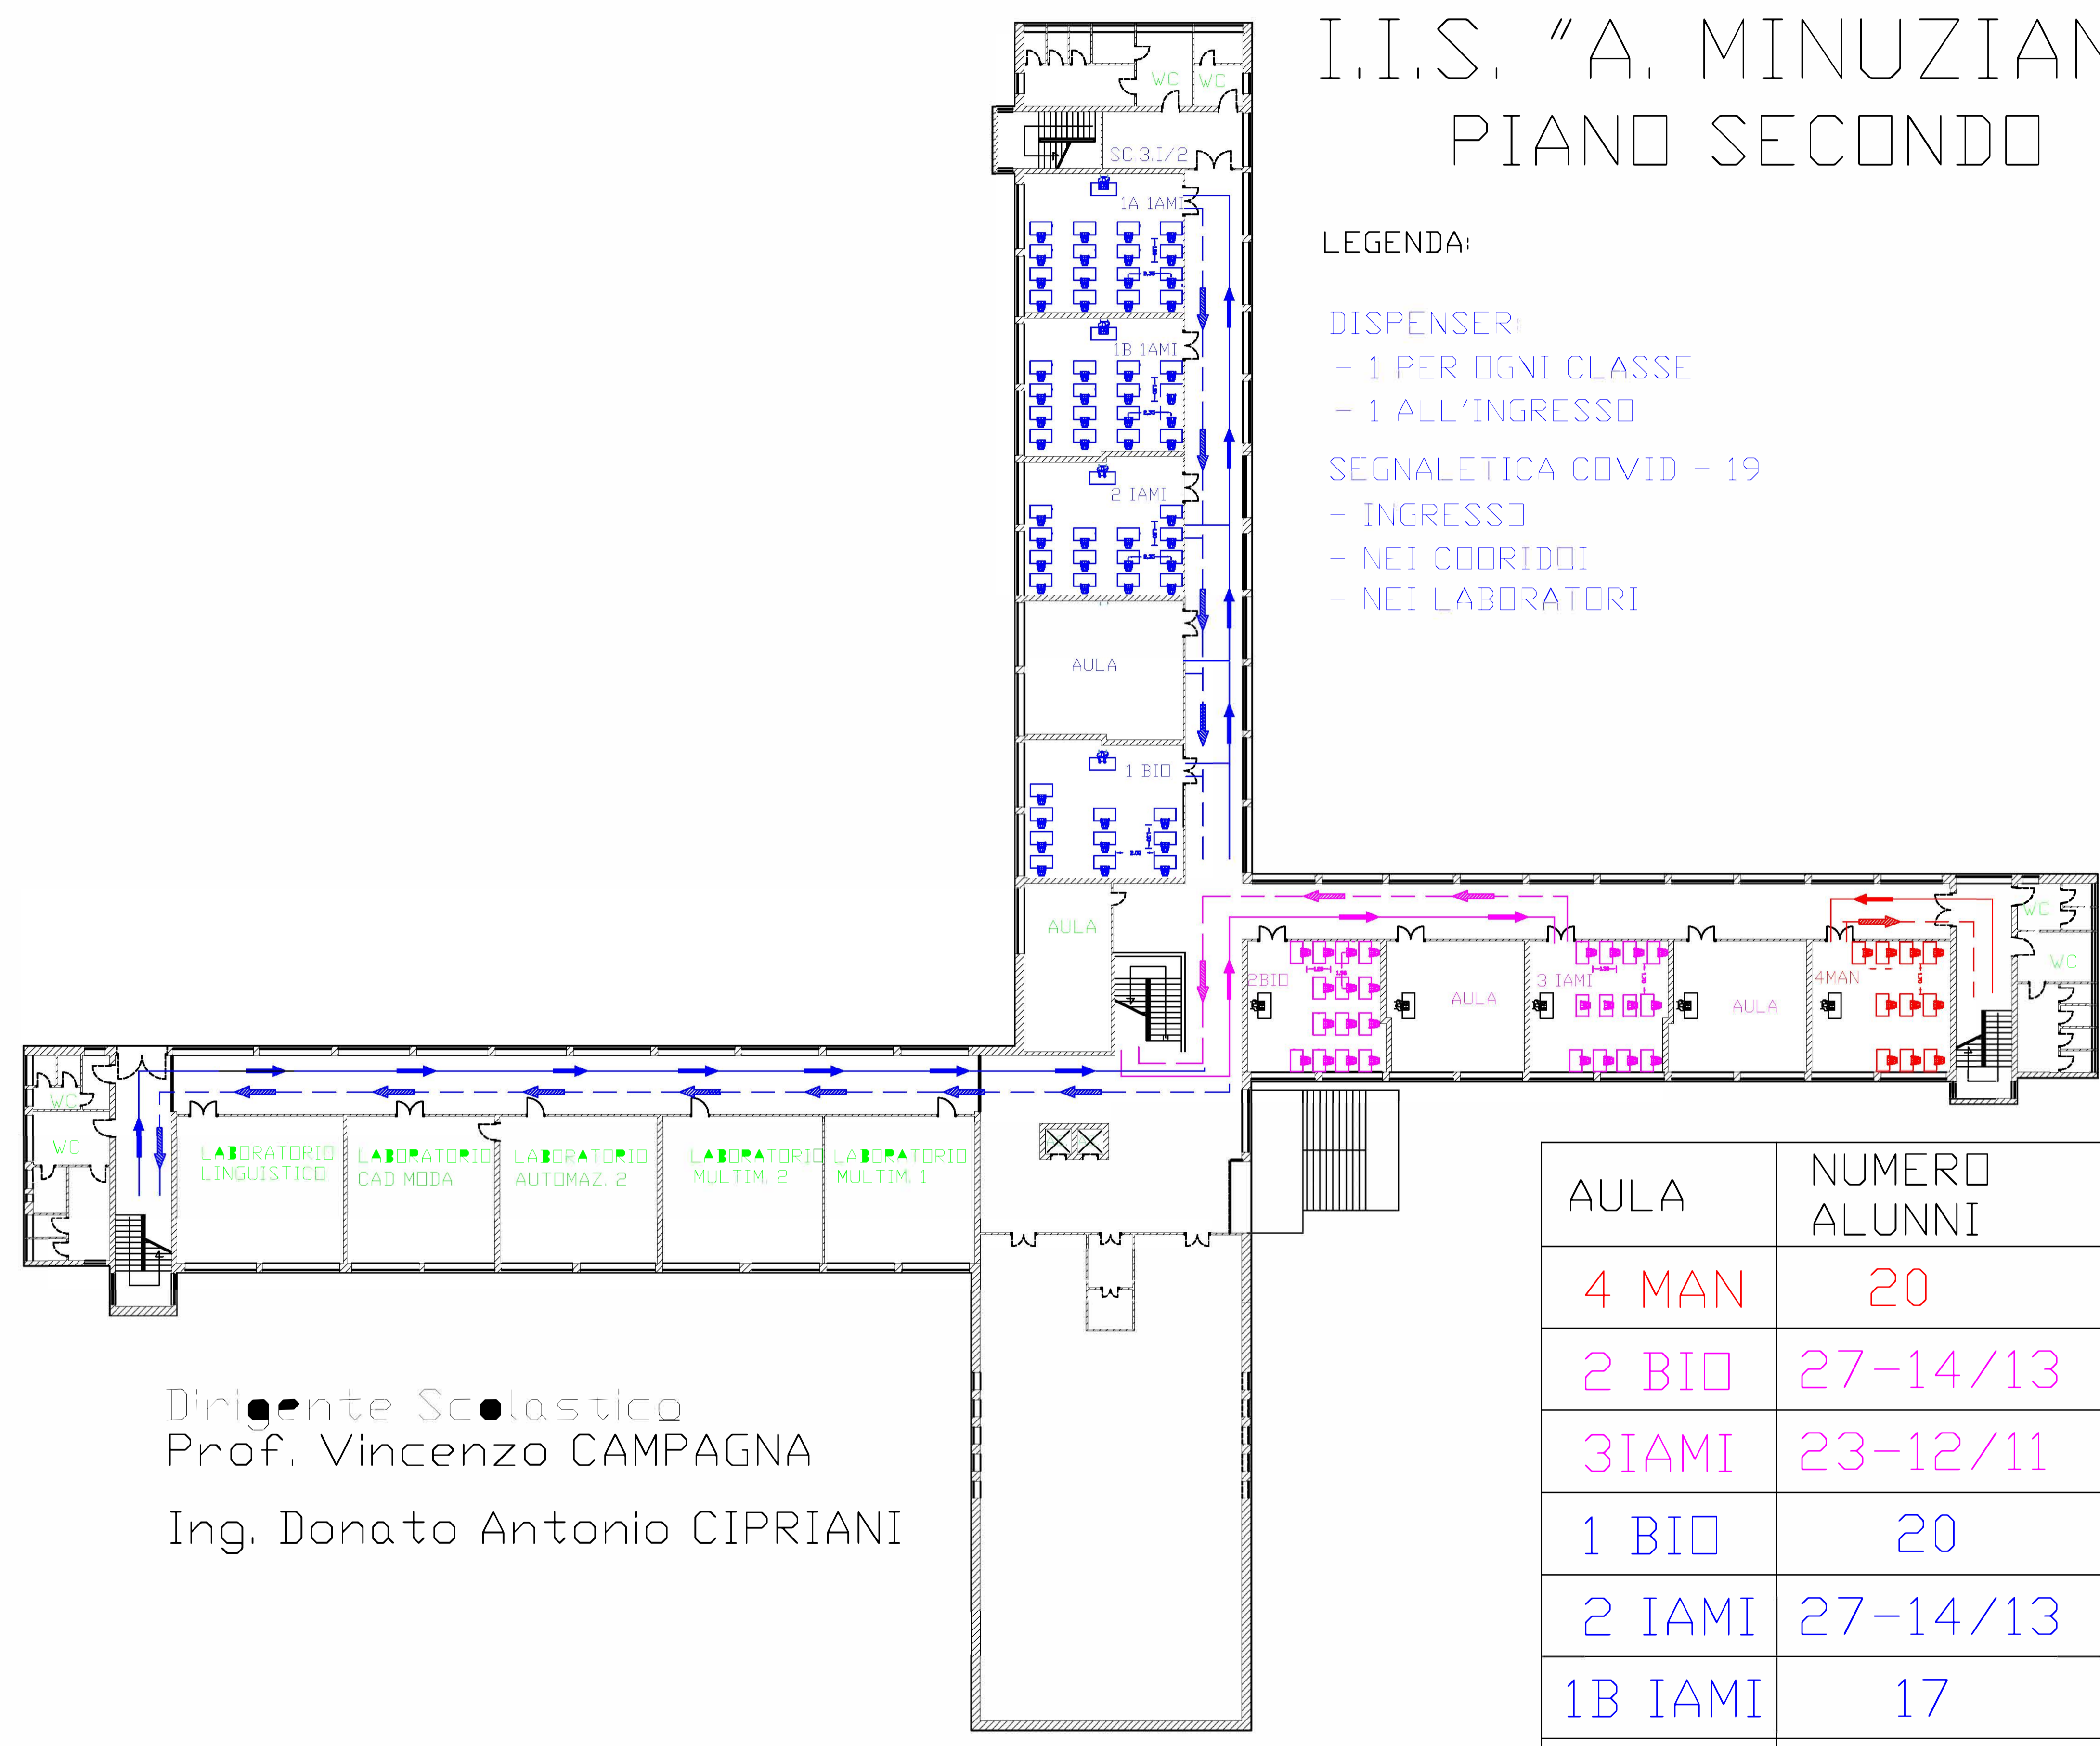 I.I.S. "A. MINUZIAN
PIANO SECONDO
LEGENDA:
DISPENSER:
- 1 PER OGNI CLASSE
- 1 ALL'INGRESSO
SEGNALETICA COVID - 19
- INGRESSO
- NEI COORIDOI
- NEI LABORATORI
WC
WC
SC.3.I/2
1A 1AMI
1B 1AMI
2 IAMI
AULA
1 BIO
2.00
AULA
2BIO
AULA
3 IAMI
AULA
4MAN
WC
WC
WC
WC
LABORATORIO
LINGUISTICO
LABORATORIO
CAD MODA
LABORATORIO
AUTOMAZ. 2
LABORATORIO
MULTIM. 2
LABORATORIO
MULTIM. 1
Dirigente Scolastico
Prof. Vincenzo CAMPAGNA
Ing. Donato Antonio CIPRIANI
AULA NUMERO
ALUNNI
4 MAN 20
2 BIO 27-14/13
3IAMI 23-12/11
1 BIO 20
2 IAMI 27-14/13
1B IAMI 17